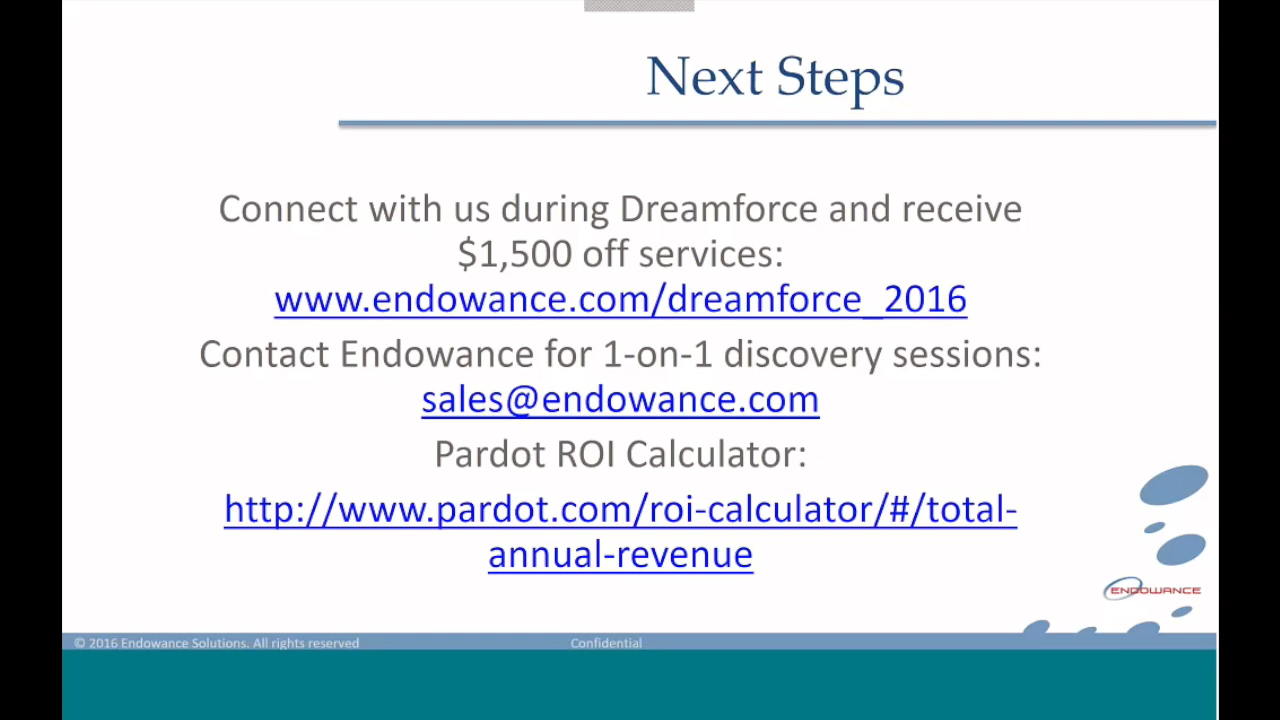 Next Steps
Connect with us during Dreamforce and receive
$1,500 off services:
www.endowance.com/dreamforce_2016
Contact Endowance for 1-on-1 discovery sessions:
sales@endowance.com
Pardot ROI Calculator:
http://www.pardot.com/roi-calculator/#/total-
annual-revenue
ENDOWANCE
© 2016 Endowance Solutions. All rights reserved
Confidential